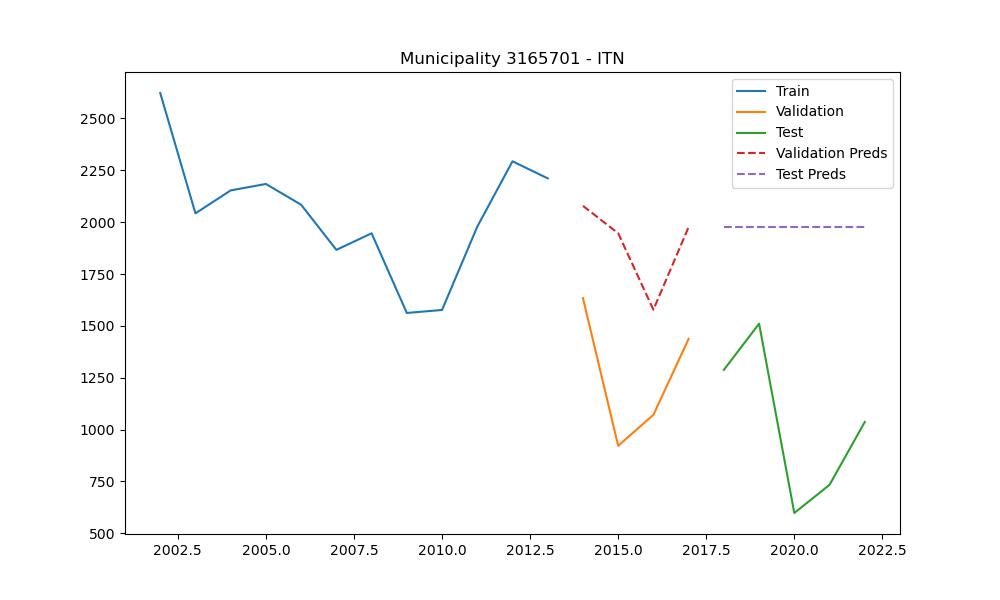 Municipality 3165701 - ITN
Train
Validation
Test
Validation Preds
Test Preds
2500
2250
2000
1750
1500
1250
1000
750
500
2002.5 2005.0 2007.5 2010.0 2012.5 2015.0 2017.5 2020.0 2022.5